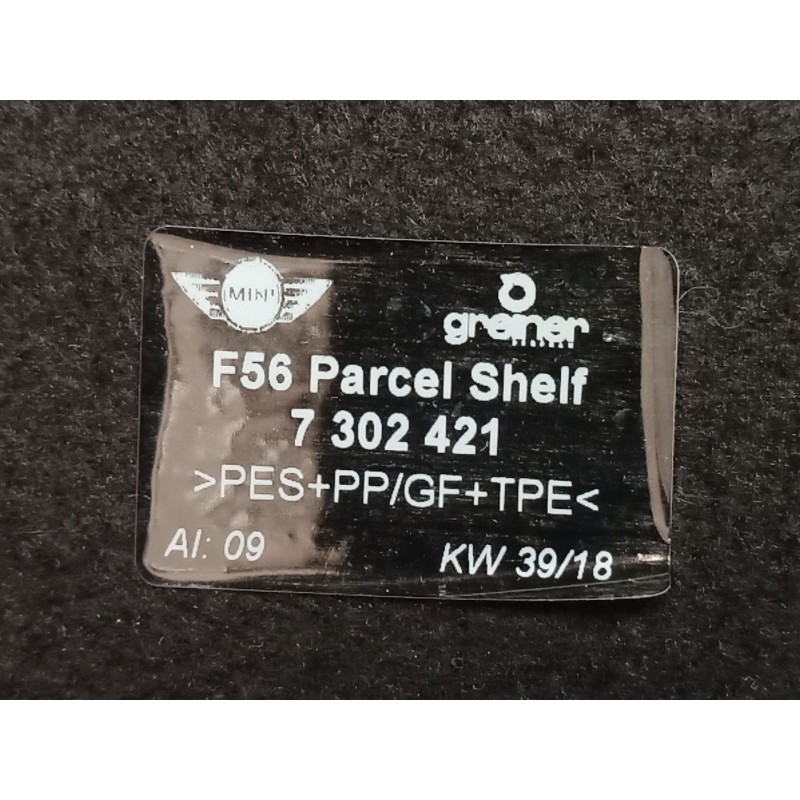 MINI
greiner
F56 Parcel Shelf
7 302 421
>PES+PP/GF+TPE<
AI: 09
KW 39/18